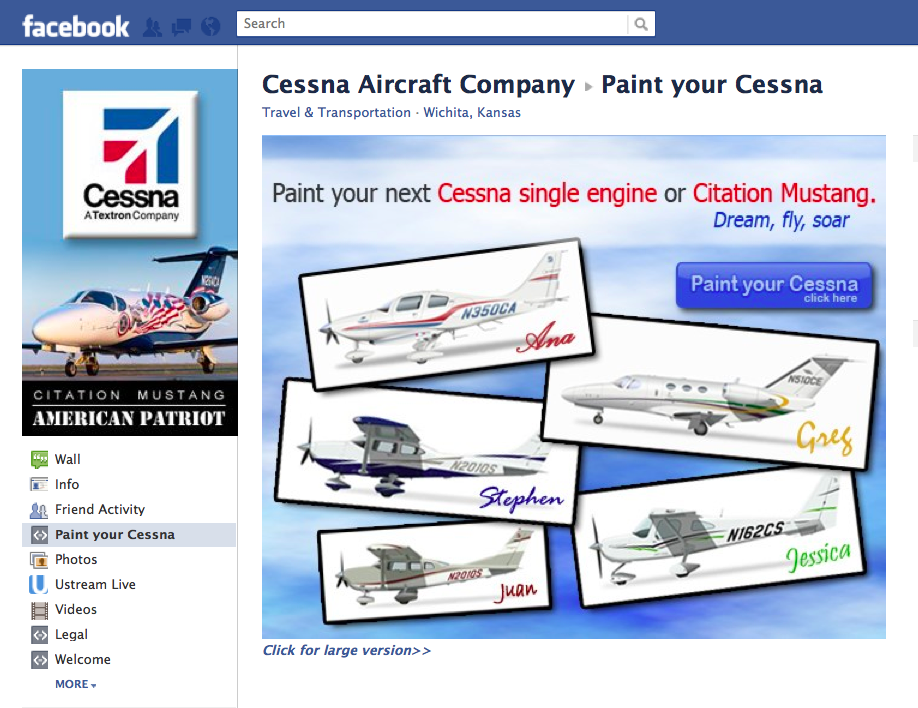 facebook
Search
Cessna
A Textron Company
N2614CA
CITATION MUSTANG
AMERICAN PATRIOT
Wall
Info
Friend Activity
Paint your Cessna
Photos
Ustream Live
Videos
Legal
Welcome
MORE
Cessna Aircraft Company ▸ Paint your Cessna
Travel & Transportation · Wichita, Kansas
Paint your next Cessna single engine or Citation Mustang.
Dream, fly, soar
Paint your Cessna
click here
N350CA
Ana
N510CE
Greg
N2010S
Stephen
N162CS
Jessica
N2010S
Juan
Click for large version>>